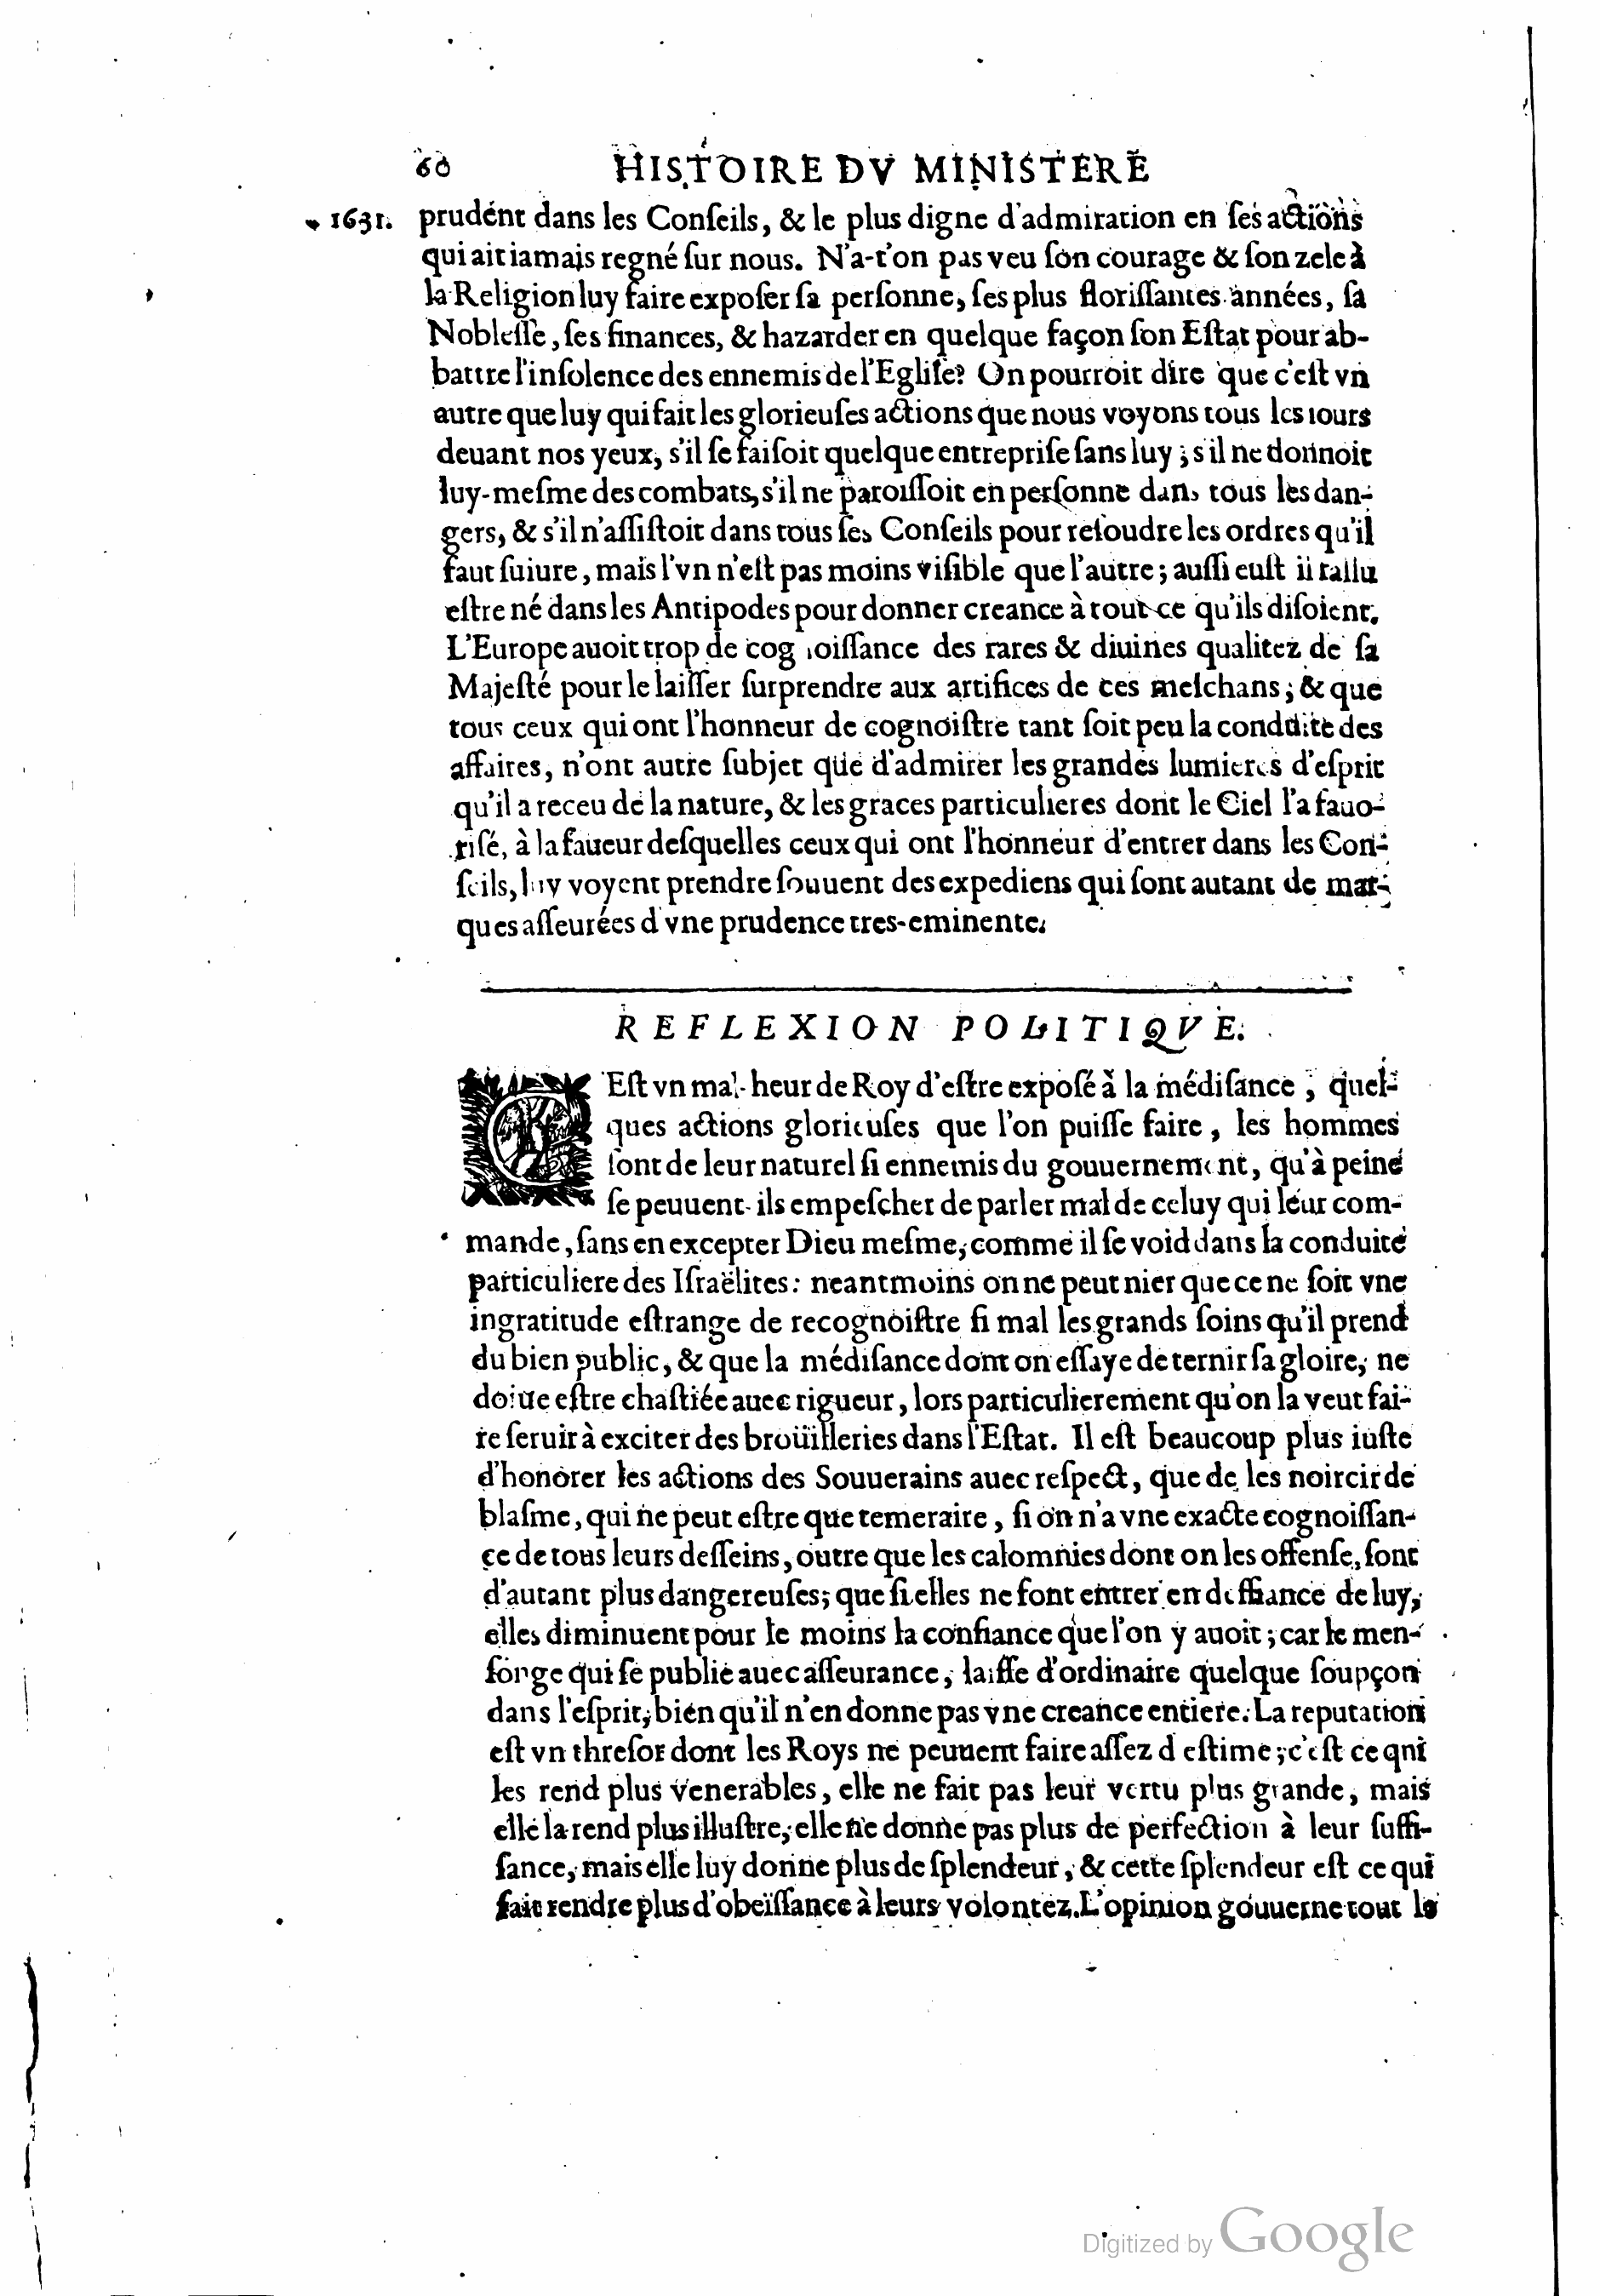 60 HISTOIRE DV MINISTERE
1631. prudent dans les Conſeils, & le plus digne d'admiration en ſes actions
qui ait iamais regné ſur nous. N'a-t'on pas veu ſon courage & ſon zele à
la Religion luy faire expoſer ſa perſonne, ſes plus floriſſantes années, ſa
Nobleſſe, ſes finances, & hazarder en quelque façon ſon Eſtat pour ab-
battre l'inſolence des ennemis de l'Egliſe? On pourroit dire que c'eſt vn
autre que luy qui fait les glorieuſes actions que nous voyons tous les iours
deuant nos yeux, s'il ſe faiſoit quelque entrepriſe ſans luy; s'il ne donnoit
luy-meſme des combats, s'il ne paroiſſoit en perſonne dans tous les dan-
gers, & s'il n'aſſiſtoit dans tous ſes Conſeils pour reſoudre les ordres qu'il
faut ſuiure, mais l'vn n'eſt pas moins viſible que l'autre; auſſi euſt il fallu
eſtre né dans les Antipodes pour donner creance à tout ce qu'ils diſoient.
L'Europe auoit trop de cognoiſſance des rares & diuines qualitez de ſa
Majeſté pour le laiſſer ſurprendre aux artifices de ces meſchans; & que
tous ceux qui ont l'honneur de cognoiſtre tant ſoit peu la conduite des
affaires, n'ont autre ſubjet que d'admirer les grandes lumieres d'eſprit
qu'il a receu de la nature, & les graces particulieres dont le Ciel l'a fauo-
riſé, à la faueur deſquelles ceux qui ont l'honneur d'entrer dans les Con-
ſeils, luy voyent prendre ſouuent des expediens qui ſont autant de mar-
ques aſſeurées d'vne prudence tres-eminente.
REFLEXION POLITIQVE.
C'Eſt vn mal-heur de Roy d'eſtre expoſé à la médiſance; quel-
ques actions glorieuſes que l'on puiſſe faire, les hommes
ſont de leur naturel ſi ennemis du gouuernement, qu'à peine
ſe peuuent-ils empeſcher de parler mal de celuy qui leur com-
mande, ſans en excepter Dieu meſme, comme il ſe void dans la conduite
particuliere des Iſraëlites: neantmoins on ne peut nier que ce ne ſoit vne
ingratitude eſtrange de recognoiſtre ſi mal les grands ſoins qu'il prend
du bien public, & que la médiſance dont on eſſaye de ternir ſa gloire, ne
doiue eſtre chaſtiée auec rigueur, lors particulierement qu'on la veut fai-
re ſeruir à exciter des broüilleries dans l'Eſtat. Il eſt beaucoup plus iuſte
d'honorer les actions des Souuerains auec reſpect, que de les noircir de
blaſme, qui ne peut eſtre que temeraire, ſi on n'a vne exacte cognoiſſan-
ce de tous leurs deſſeins, outre que les calomnies dont on les offenſe, ſont
d'autant plus dangereuſes; que ſi elles ne font entrer en deffiance de luy,
elles diminuent pour le moins la confiance que l'on y auoit; car le men-
ſonge qui ſe publie auec aſſeurance, laiſſe d'ordinaire quelque ſoupçon
dans l'eſprit, bien qu'il n'en donne pas vne creance entiere. La reputation
eſt vn threſor dont les Roys ne peuuent faire aſſez d'eſtime; c'eſt ce qui
les rend plus venerables, elle ne fait pas leur vertu plus grande, mais
elle la rend plus illuſtre, elle ne donne pas plus de perfection à leur ſuffi-
ſance, mais elle luy donne plus de ſplendeur, & cette ſplendeur eſt ce qui
fait rendre plus d'obeïſſance à leurs volontez. L'opinion gouuerne tout le
Digitized by Google